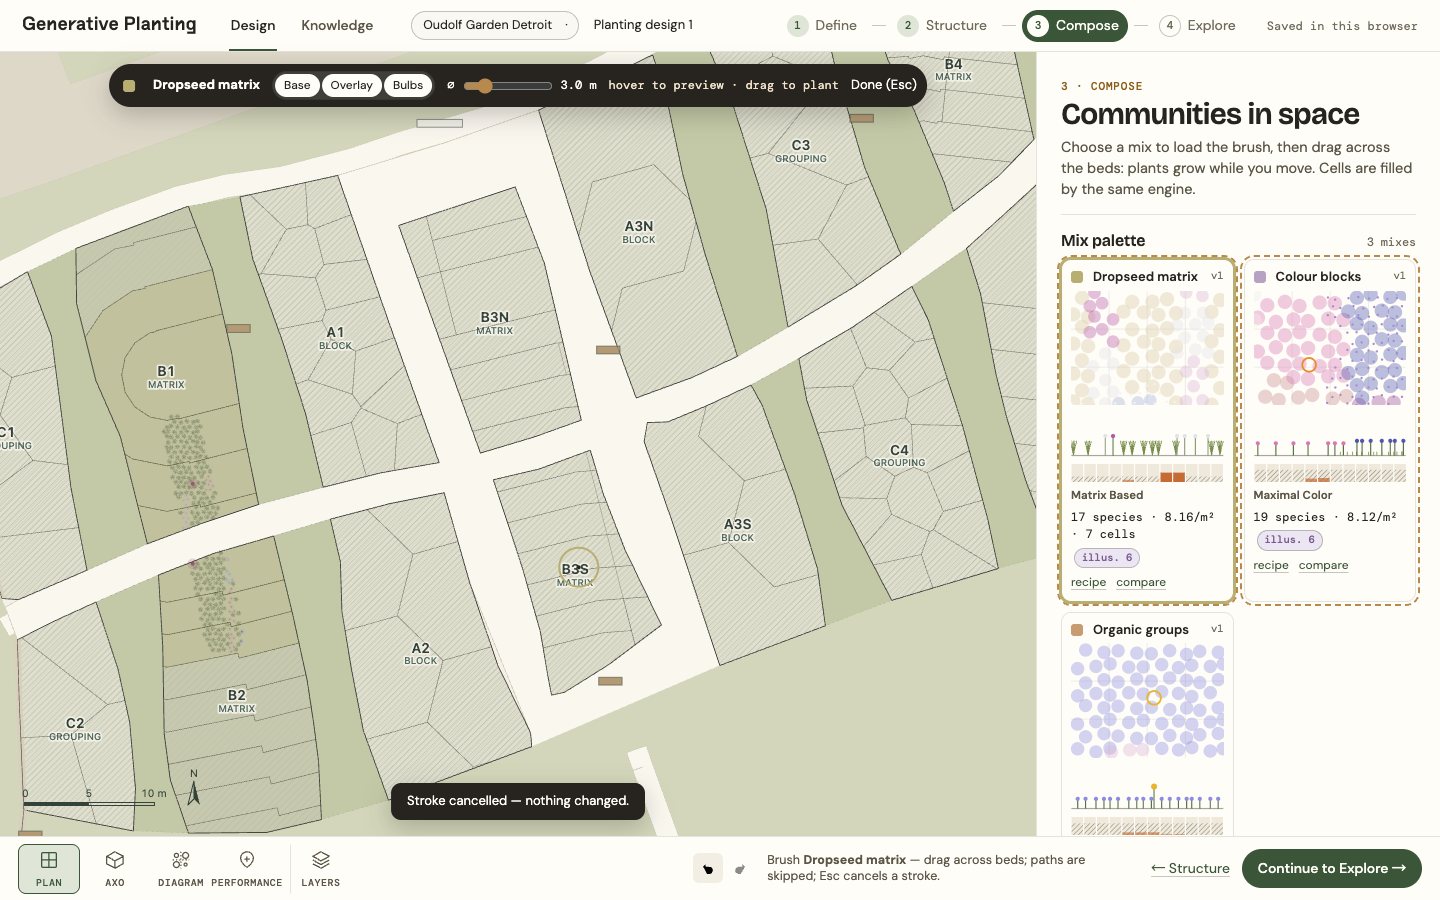 Generative Planting
Design
Knowledge
Oudolf Garden Detroit ·
Planting design 1
1 Define
2 Structure
3 Compose
4 Explore
Saved in this browser
Dropseed matrix
Base
Overlay
Bulbs
⌀
3.0 m
hover to preview · drag to plant
Done (Esc)
B4
MATRIX
C3
GROUPING
A3N
BLOCK
B3N
MATRIX
A1
BLOCK
B1
MATRIX
C1
OUPING
C4
GROUPING
A3S
BLOCK
B3S
MATRIX
A2
BLOCK
B2
MATRIX
C2
GROUPING
0 5 10 m
N
Stroke cancelled — nothing changed.
3 · COMPOSE
Communities in space
Choose a mix to load the brush, then drag across
the beds: plants grow while you move. Cells are filled
by the same engine.
Mix palette
3 mixes
Dropseed matrix v1
Matrix Based
17 species · 8.16/m²
· 7 cells
illus. 6
recipe compare
Colour blocks v1
Maximal Color
19 species · 8.12/m²
illus. 6
recipe compare
Organic groups v1
PLAN
AXO
DIAGRAM
PERFORMANCE
LAYERS
Brush Dropseed matrix — drag across beds; paths are
skipped; Esc cancels a stroke.
← Structure
Continue to Explore →